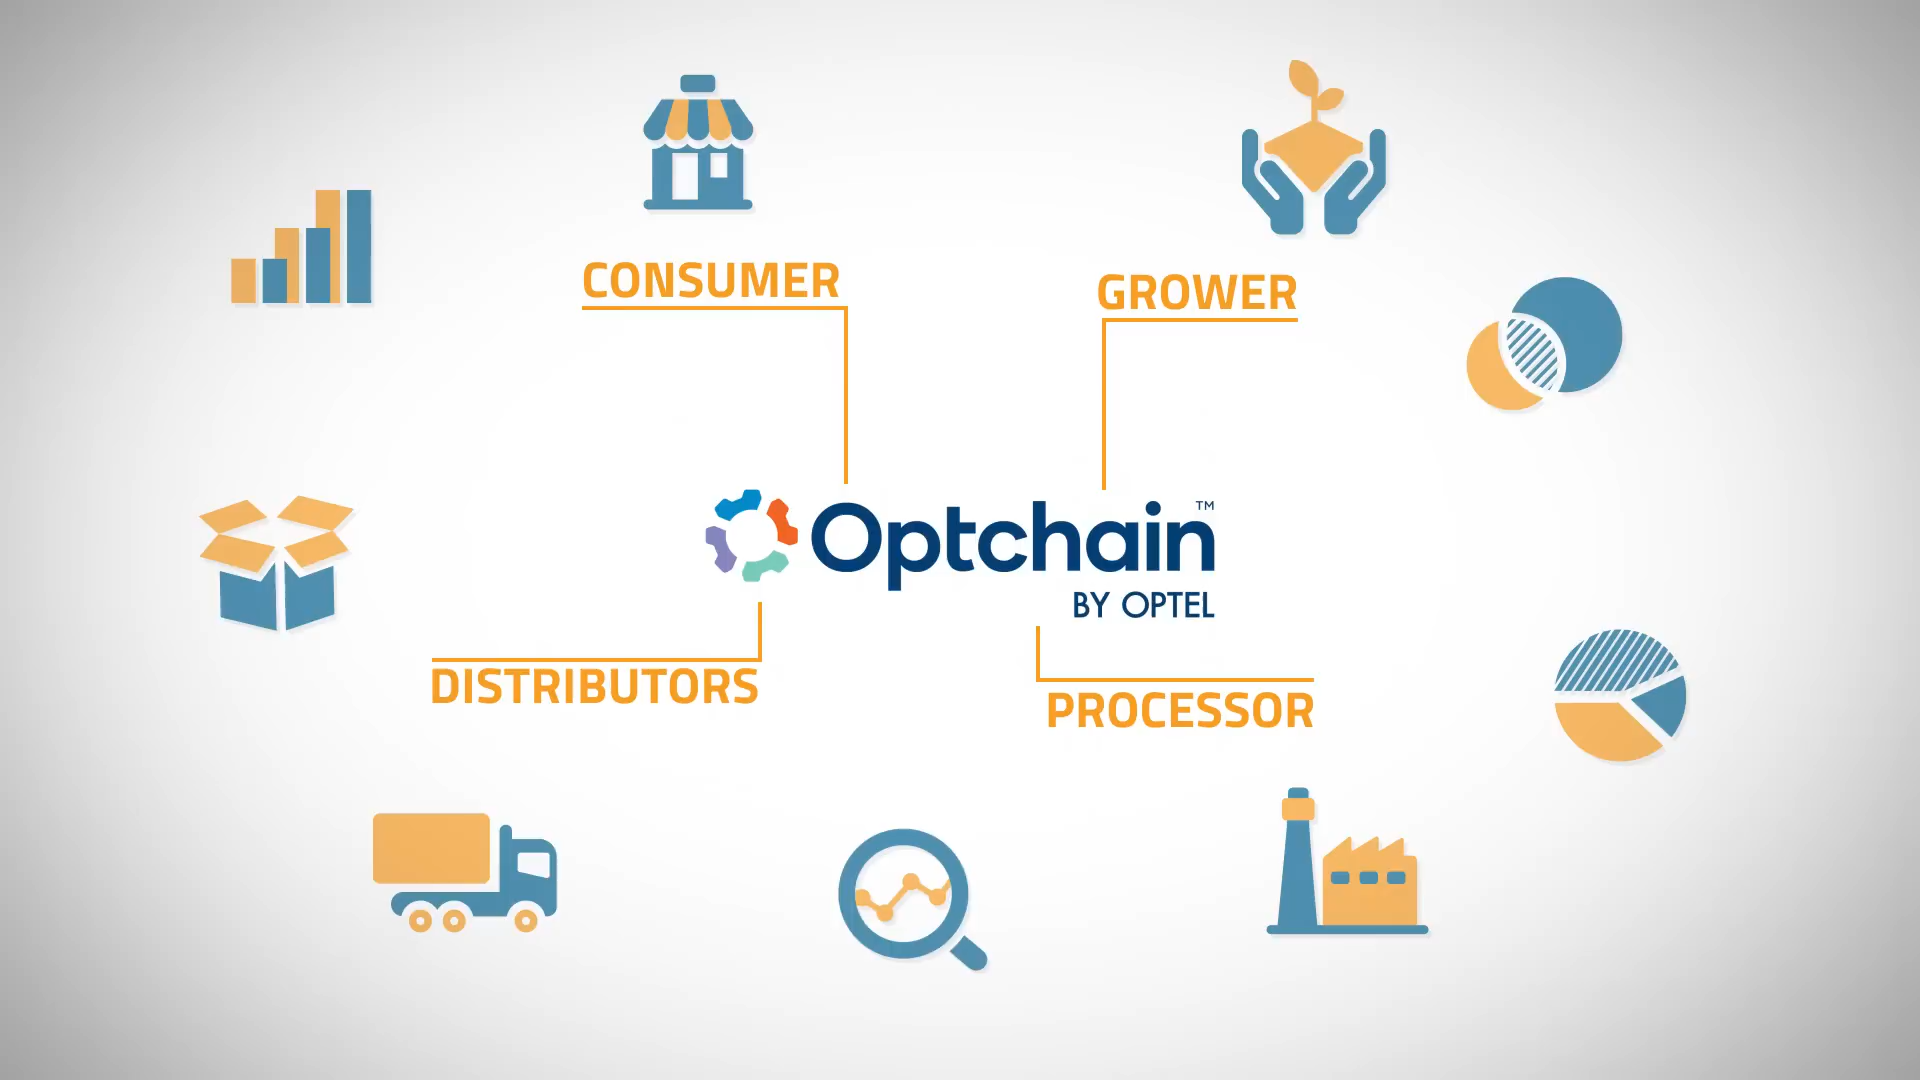 CONSUMER
GROWER
Optchain™
BY OPTEL
DISTRIBUTORS
PROCESSOR